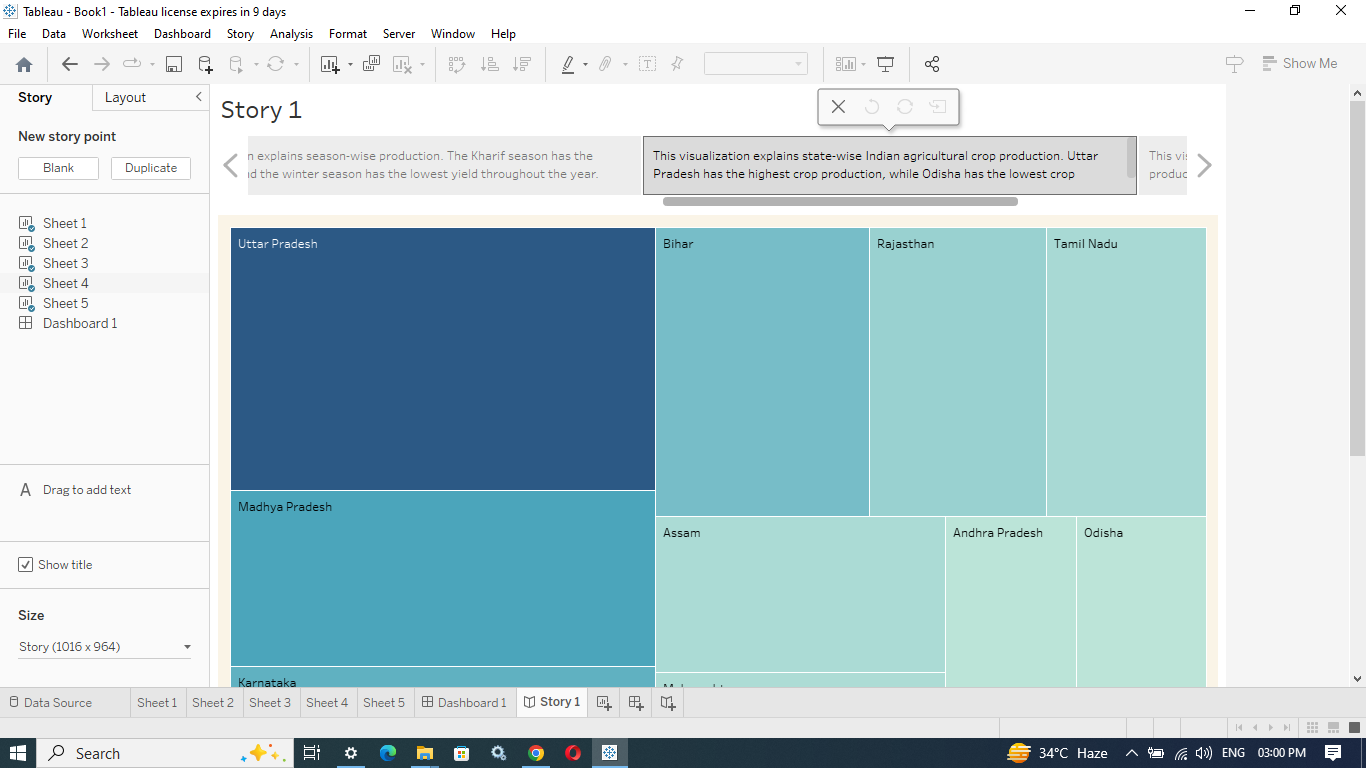 Tableau - Book1 - Tableau license expires in 9 days
File Data Worksheet Dashboard Story Analysis Format Server Window Help
Show Me
Story Layout
New story point
Blank Duplicate
Sheet 1
Sheet 2
Sheet 3
Sheet 4
Sheet 5
Dashboard 1
A Drag to add text
Show title
Size
Story (1016 x 964)
Story 1
n explains season-wise production. The Kharif season has the
d the winter season has the lowest yield throughout the year.
This visualization explains state-wise Indian agricultural crop production. Uttar
Pradesh has the highest crop production, while Odisha has the lowest crop
This vi
produc
Uttar Pradesh
Bihar
Rajasthan
Tamil Nadu
Madhya Pradesh
Assam
Andhra Pradesh
Odisha
Karnataka
Data Source Sheet 1 Sheet 2 Sheet 3 Sheet 4 Sheet 5 Dashboard 1 Story 1
Search
34°C Haze ENG 03:00 PM